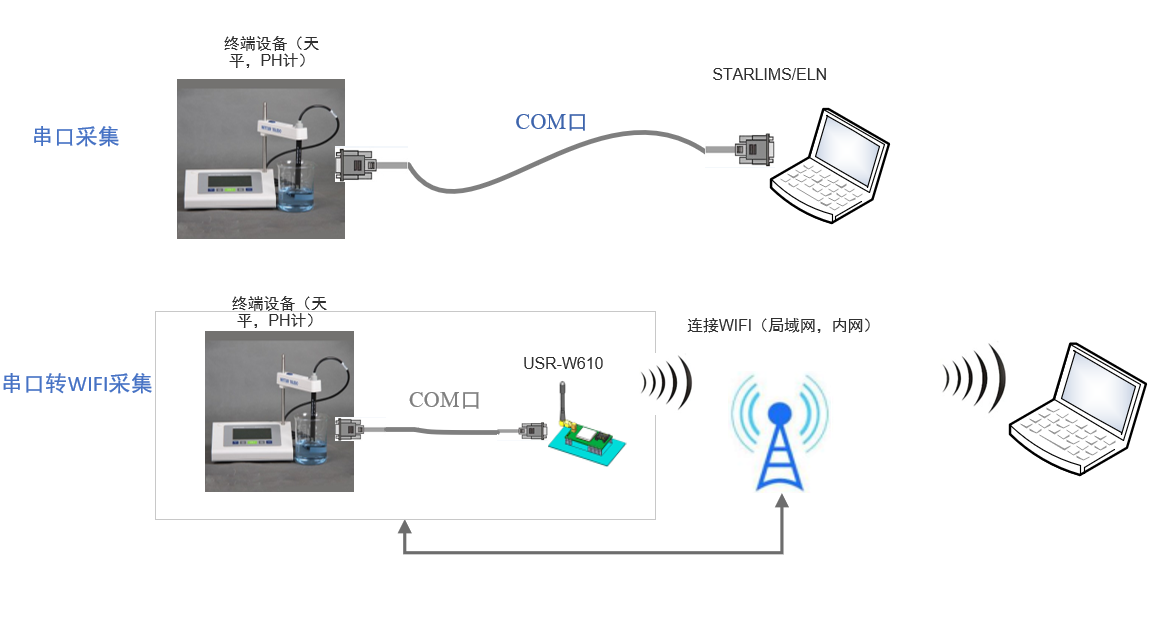 终端设备（天
平，PH计）
STARLIMS/ELN
串口采集
COM口
终端设备（天
平，PH计）
连接WIFI（局域网，内网）
USR-W610
串口转WIFI采集
COM口